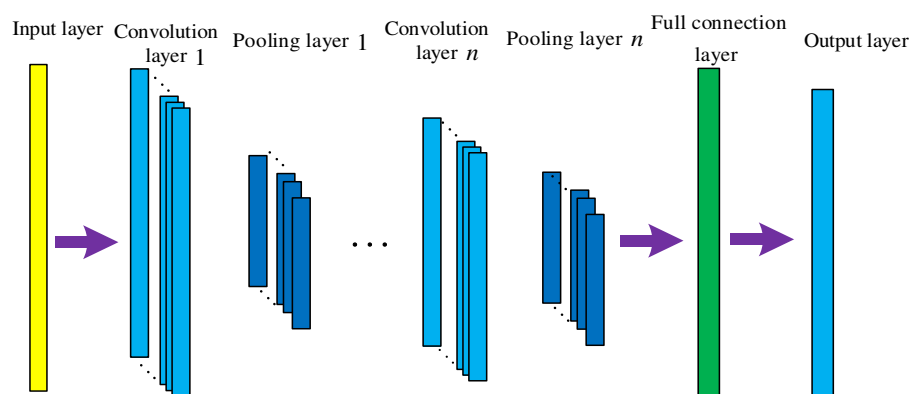 Input layer
Convolution
layer 1
Pooling layer 1
Convolution
layer n
Pooling layer n
Full connection
layer
Output layer